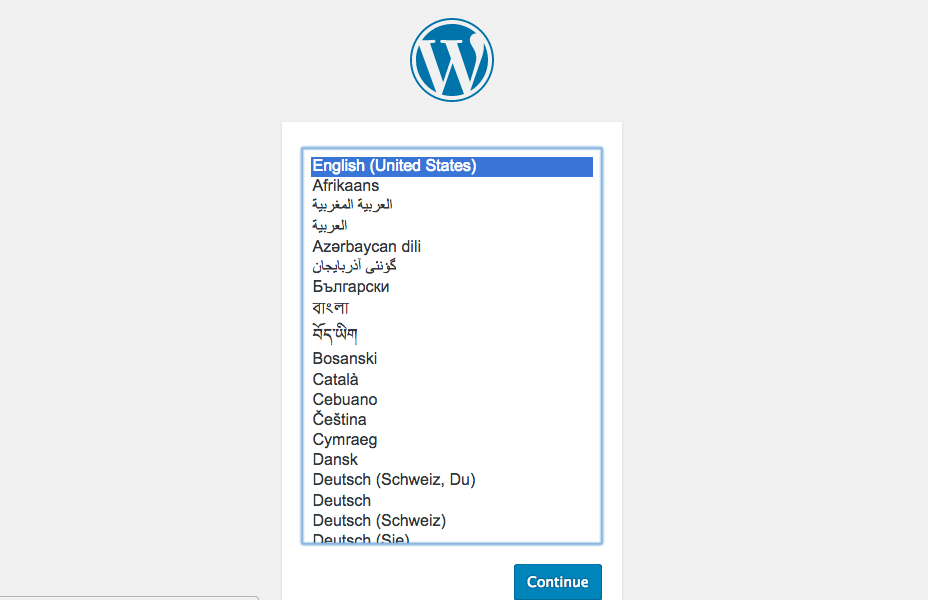 English (United States)
Afrikaans
العربية المغربية
العربية
Azərbaycan dili
گؤنئی آذربایجان
Български
বাংলা
བོད་ཡིག
Bosanski
Català
Cebuano
Čeština
Cymraeg
Dansk
Deutsch (Schweiz, Du)
Deutsch
Deutsch (Schweiz)
Deutsch (Sie)
Continue